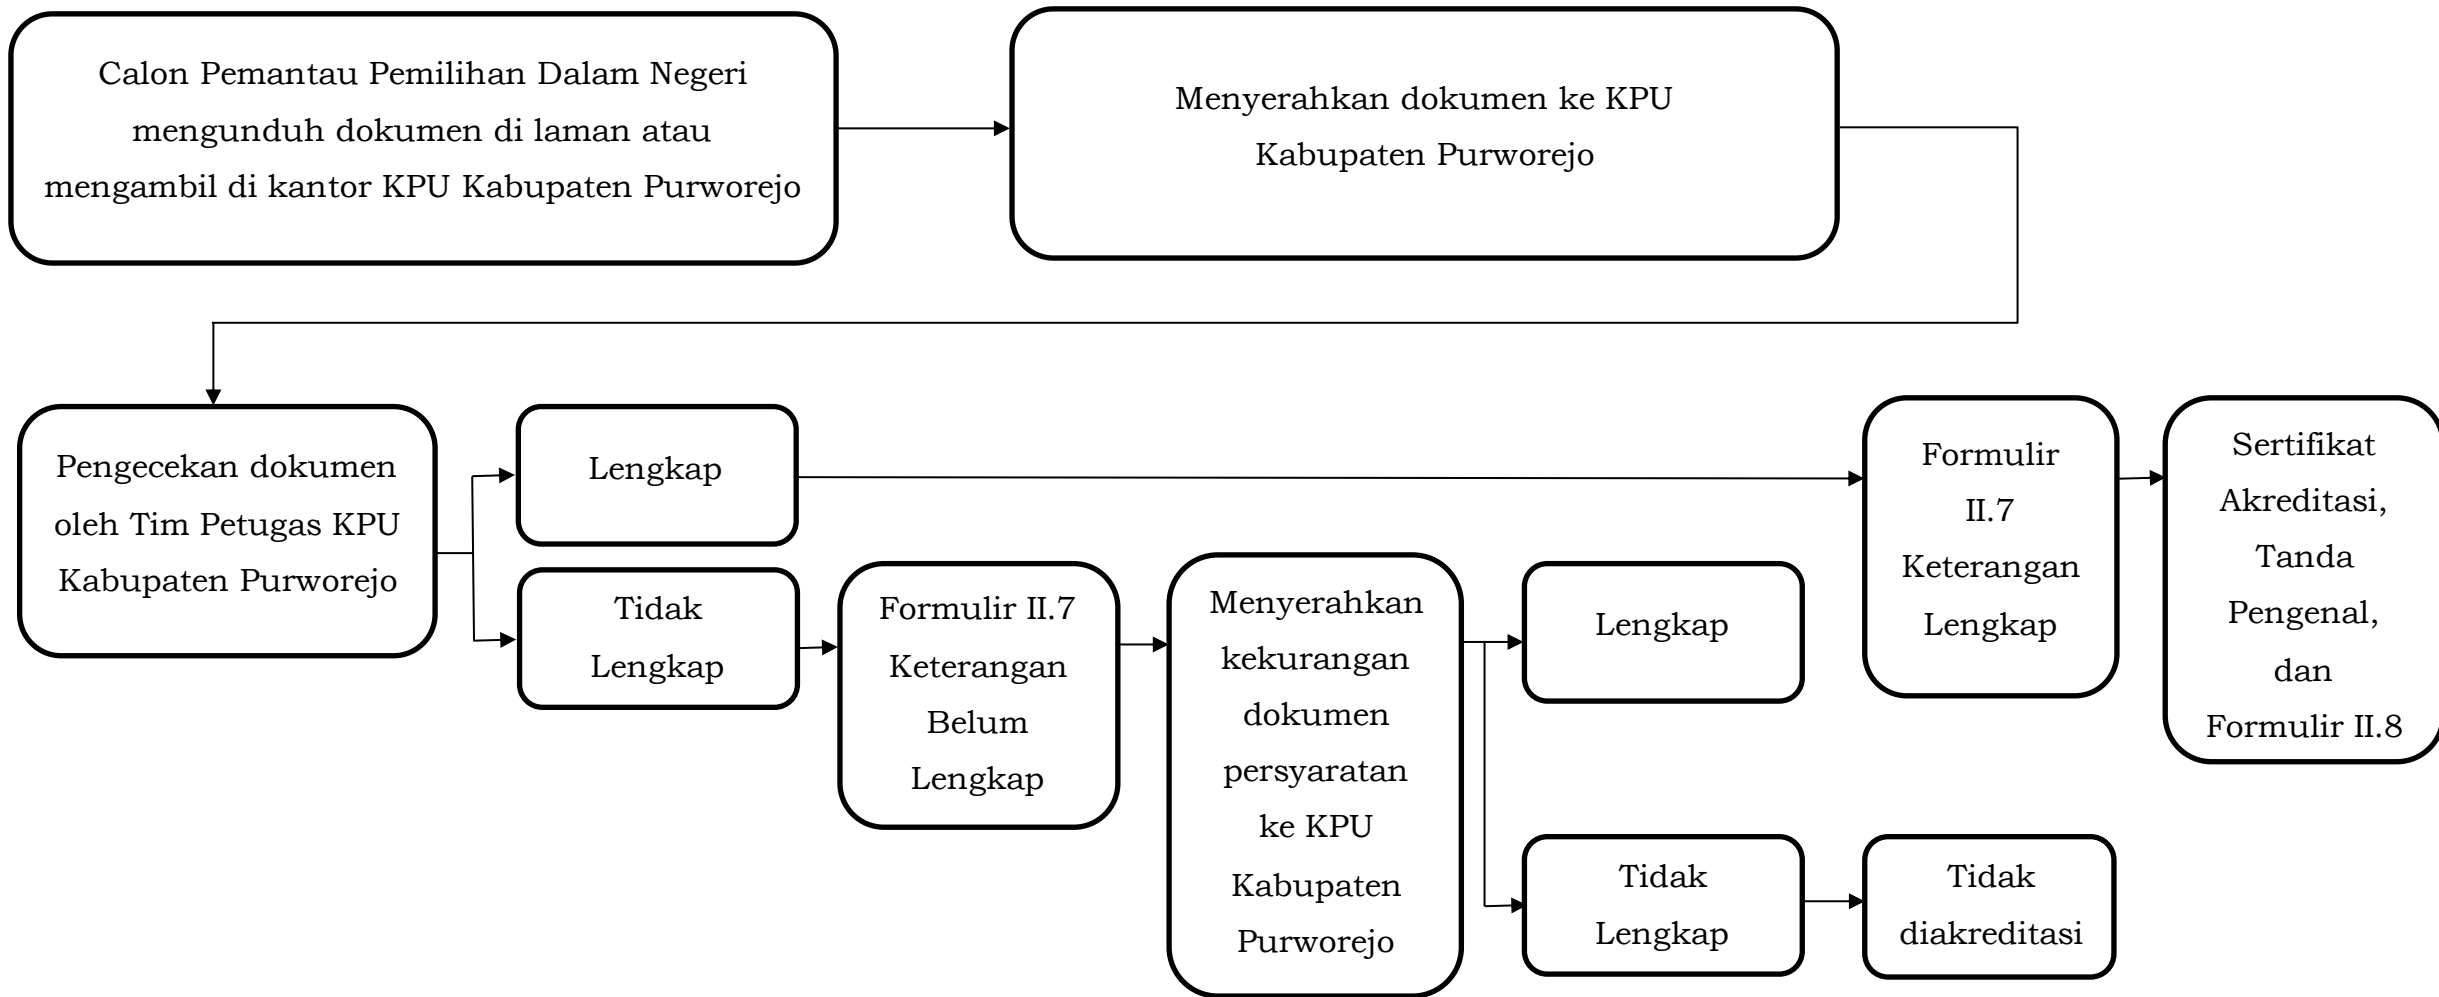 Calon Pemantau Pemilihan Dalam Negeri
mengunduh dokumen di laman atau
mengambil di kantor KPU Kabupaten Purworejo
Menyerahkan dokumen ke KPU
Kabupaten Purworejo
Pengecekan dokumen
oleh Tim Petugas KPU
Kabupaten Purworejo
Lengkap
Tidak
Lengkap
Formulir II.7
Keterangan
Belum
Lengkap
Menyerahkan
kekurangan
dokumen
persyaratan
ke KPU
Kabupaten
Purworejo
Lengkap
Tidak
Lengkap
Tidak
diakreditasi
Formulir
II.7
Keterangan
Lengkap
Sertifikat
Akreditasi,
Tanda
Pengenal,
dan
Formulir II.8